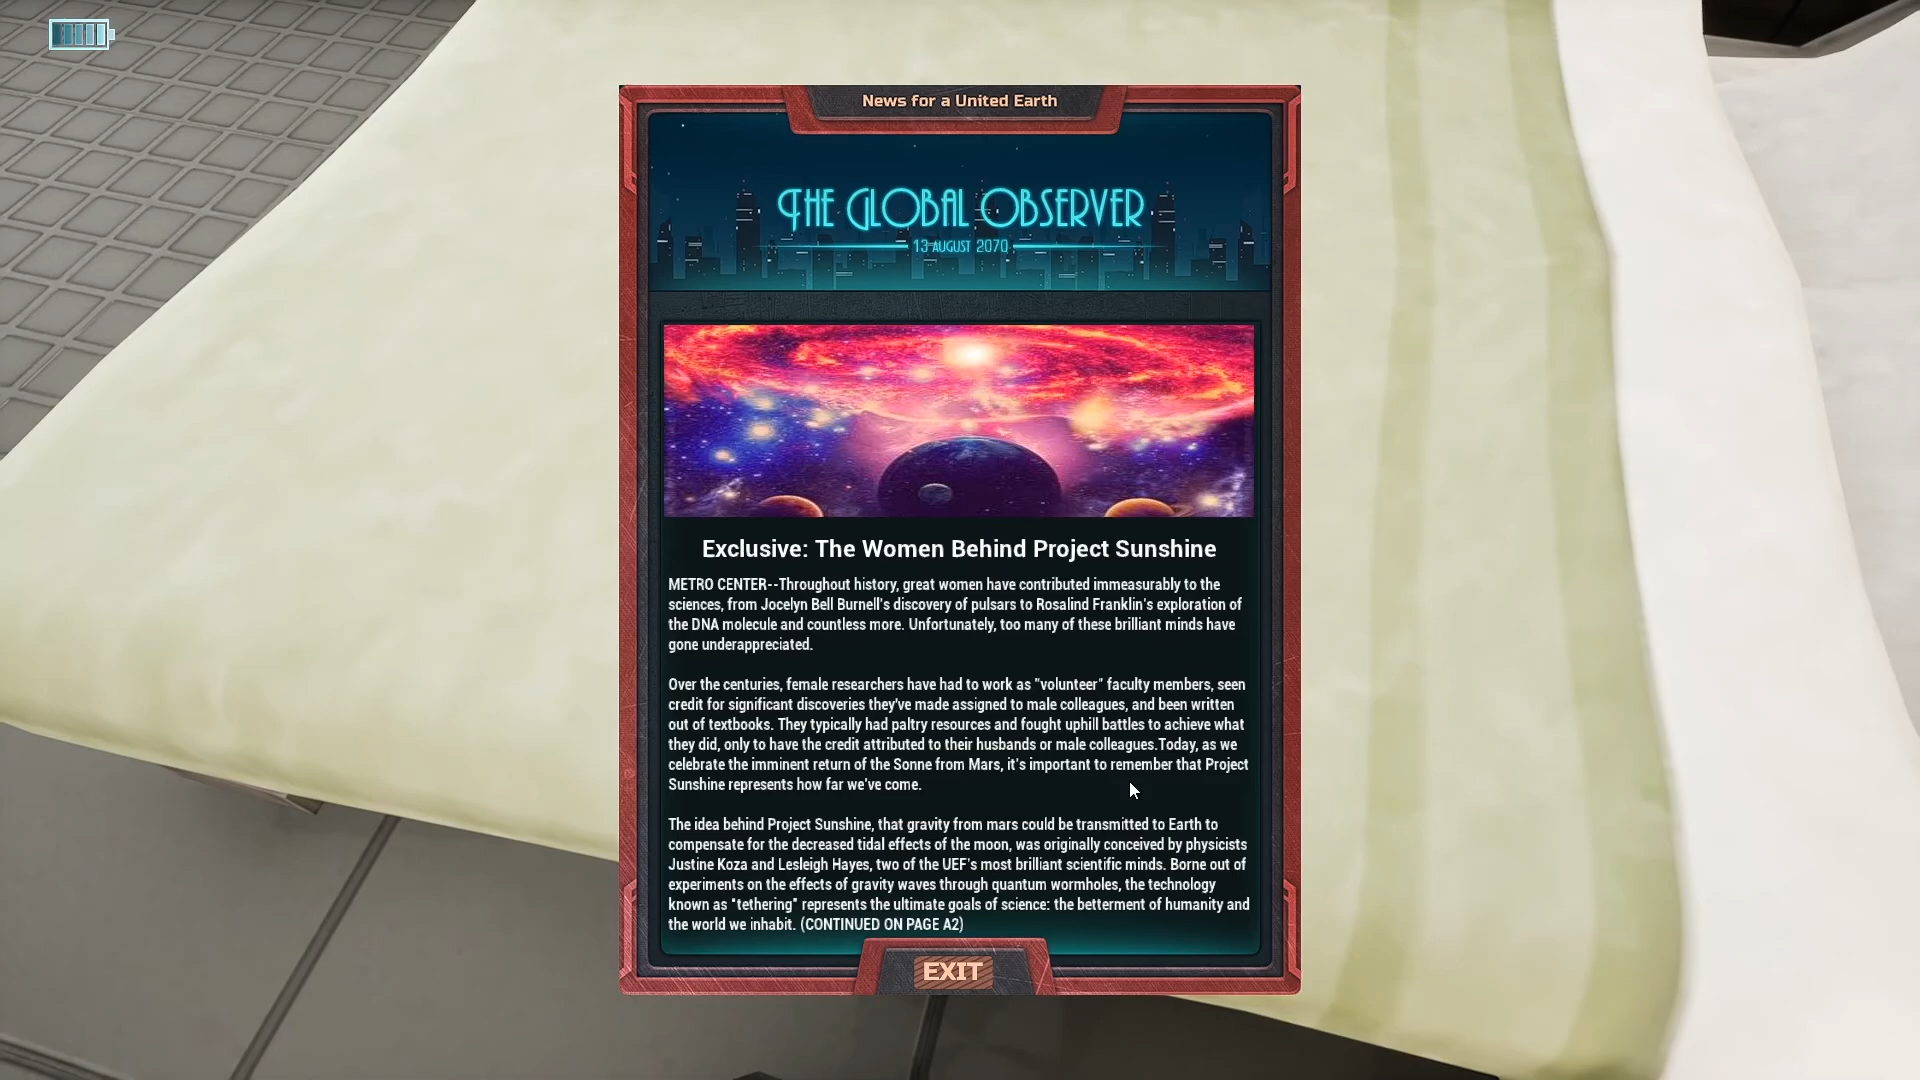 News for a United Earth
THE GLOBAL OBSERVER
13 AUGUST 2070
Exclusive: The Women Behind Project Sunshine
METRO CENTER--Throughout history, great women have contributed immeasurably to the
sciences, from Jocelyn Bell Burnell's discovery of pulsars to Rosalind Franklin's exploration of
the DNA molecule and countless more. Unfortunately, too many of these brilliant minds have
gone underappreciated.
Over the centuries, female researchers have had to work as "volunteer" faculty members, seen
credit for significant discoveries they've made assigned to male colleagues, and been written
out of textbooks. They typically had paltry resources and fought uphill battles to achieve what
they did, only to have the credit attributed to their husbands or male colleagues.Today, as we
celebrate the imminent return of the Sonne from Mars, it's important to remember that Project
Sunshine represents how far we've come.
The idea behind Project Sunshine, that gravity from mars could be transmitted to Earth to
compensate for the decreased tidal effects of the moon, was originally conceived by physicists
Justine Koza and Lesleigh Hayes, two of the UEF's most brilliant scientific minds. Borne out of
experiments on the effects of gravity waves through quantum wormholes, the technology
known as "tethering" represents the ultimate goals of science: the betterment of humanity and
the world we inhabit. (CONTINUED ON PAGE A2)
EXIT